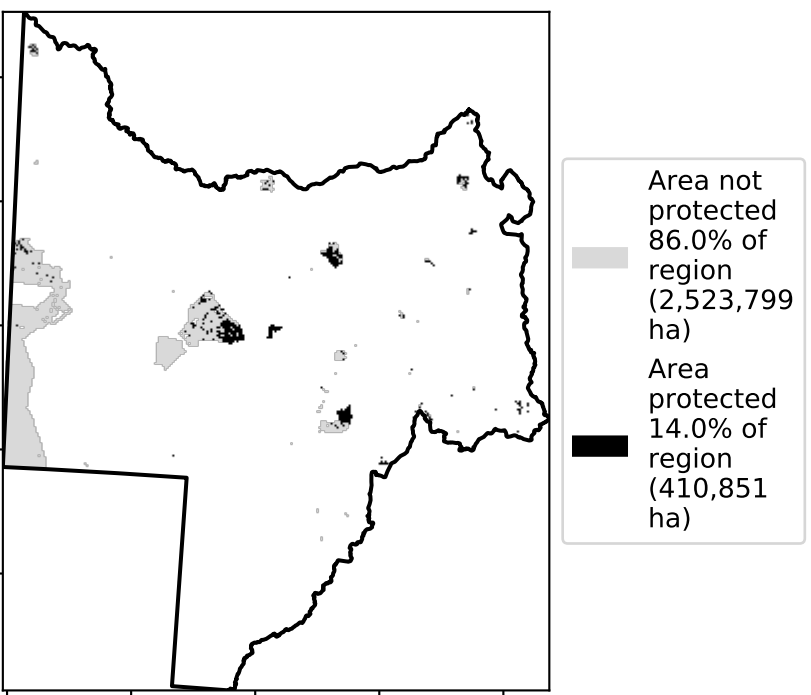 Area not
protected
86.0% of
region
(2,523,799
ha)
Area
protected
14.0% of
region
(410,851
ha)